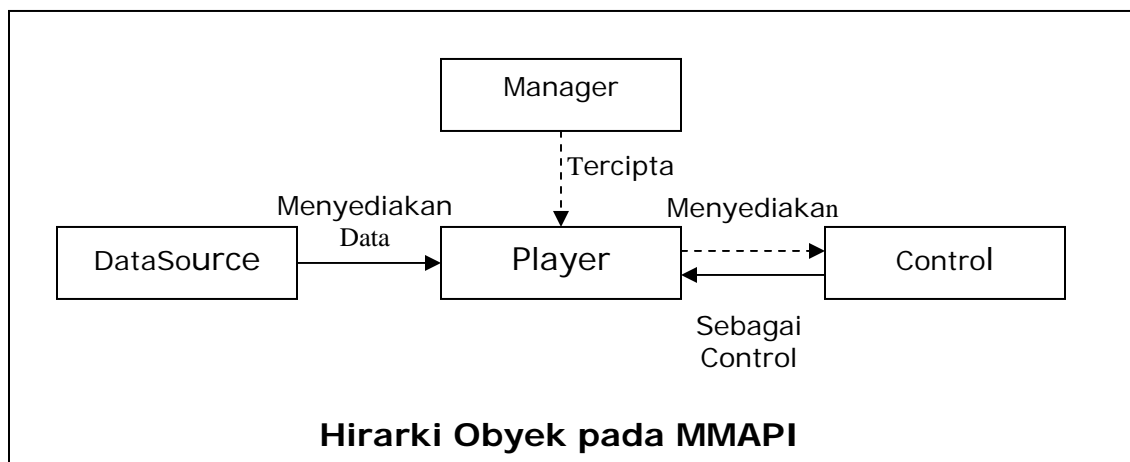 Manager
Tercipta
Menyediakan
Data
Menyediakan
DataSource
Player
Control
Sebagai
Control
Hirarki Obyek pada MMAPI